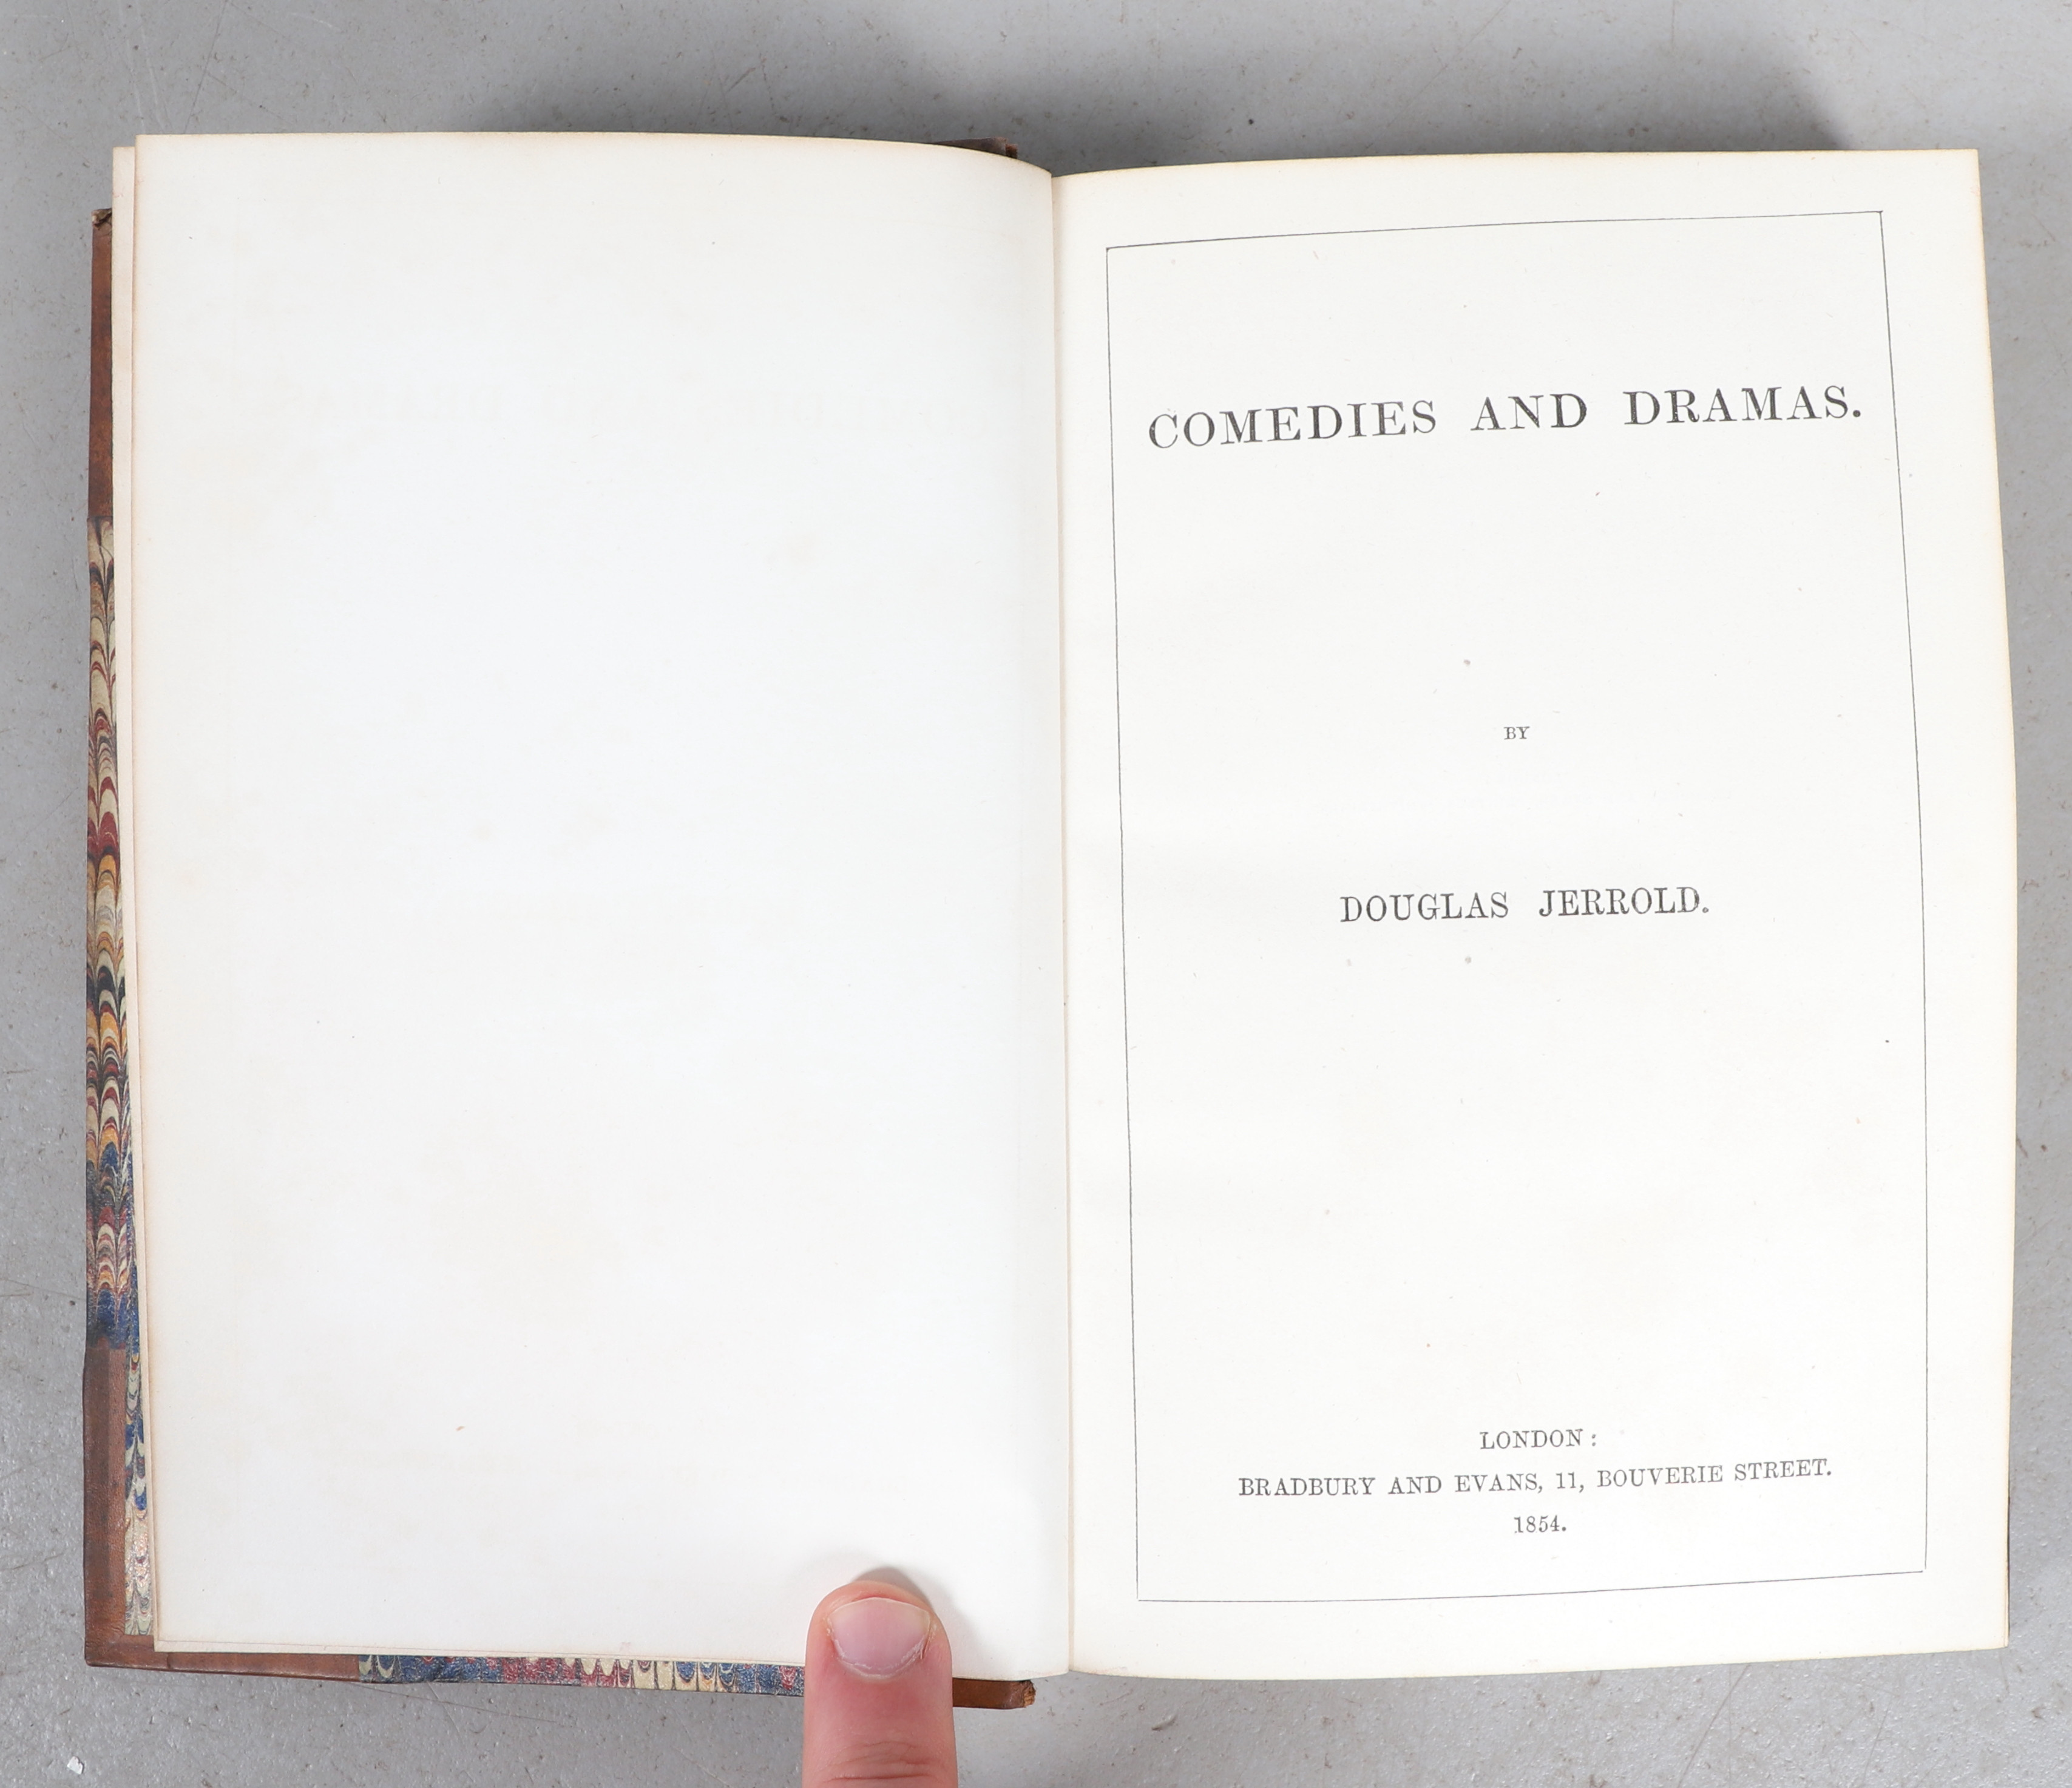 COMEDIES AND DRAMAS.
BY
DOUGLAS JERROLD.
LONDON:
BRADBURY AND EVANS, 11, BOUVERIE STREET.
1854.